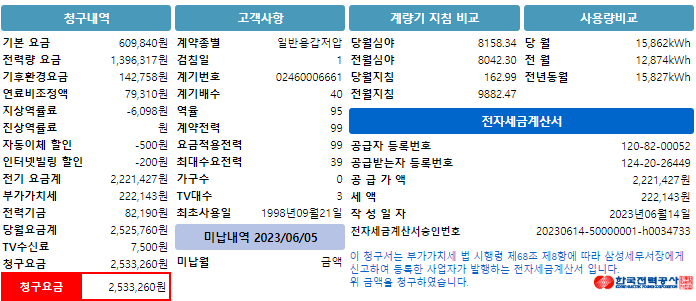 청구내역
기본 요금 609,840원
전력량 요금 1,396,317원
기후환경요금 142,758원
연료비조정액 79,310원
지상역률료 -6,098원
진상역률료 원
자동이체 할인 -500원
인터넷빌링 할인 -200원
전기 요금계 2,221,427원
부가가치세 222,143원
전력기금 82,190원
당월요금계 2,525,760원
TV수신료 7,500원
청구요금 2,533,260원
청구요금 2,533,260원
고객사항
계약종별 일반용갑저압
검침일 1
계기번호 02460006661
계기배수 40
역률 95
계약전력 99
요금적용전력 99
최대수요전력 39
가구수 0
TV대수 3
최초사용일 1998년09월21일
미납내역 2023/06/05
미납월 금액
계량기 지침 비교
당월심야 8158.34
전월심야 8042.30
당월지침 162.99
전월지침 9882.47
사용량비교
당 월 15,862kWh
전 월 12,874kWh
전년동월 15,827kWh
전자세금계산서
공급자 등록번호 120-82-00052
공급받는자 등록번호 124-20-26449
공 급 가 액 2,221,427원
세 액 222,143원
작 성 일 자 2023년06월14일
전자세금계산서승인번호 20230614-50000001-h0034733
이 청구서는 부가가치세 법 시행령 제68조 제8항에 따라 삼성세무서장에게
신고하여 등록한 사업자가 발행하는 전자세금계산서 입니다.
위 금액을 청구하였습니다.
한국전력공사